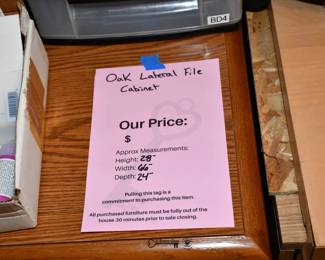 BD4
Oak Lateral File
Cabinet
Our Price:
$
Approx Measurements:
Height: 28"
Width: 66"
Depth: 24"
Pulling this tag is a
commitment to purchasing this item.
All purchased furniture must be fully out of the
house 30 minutes prior to sale closing.